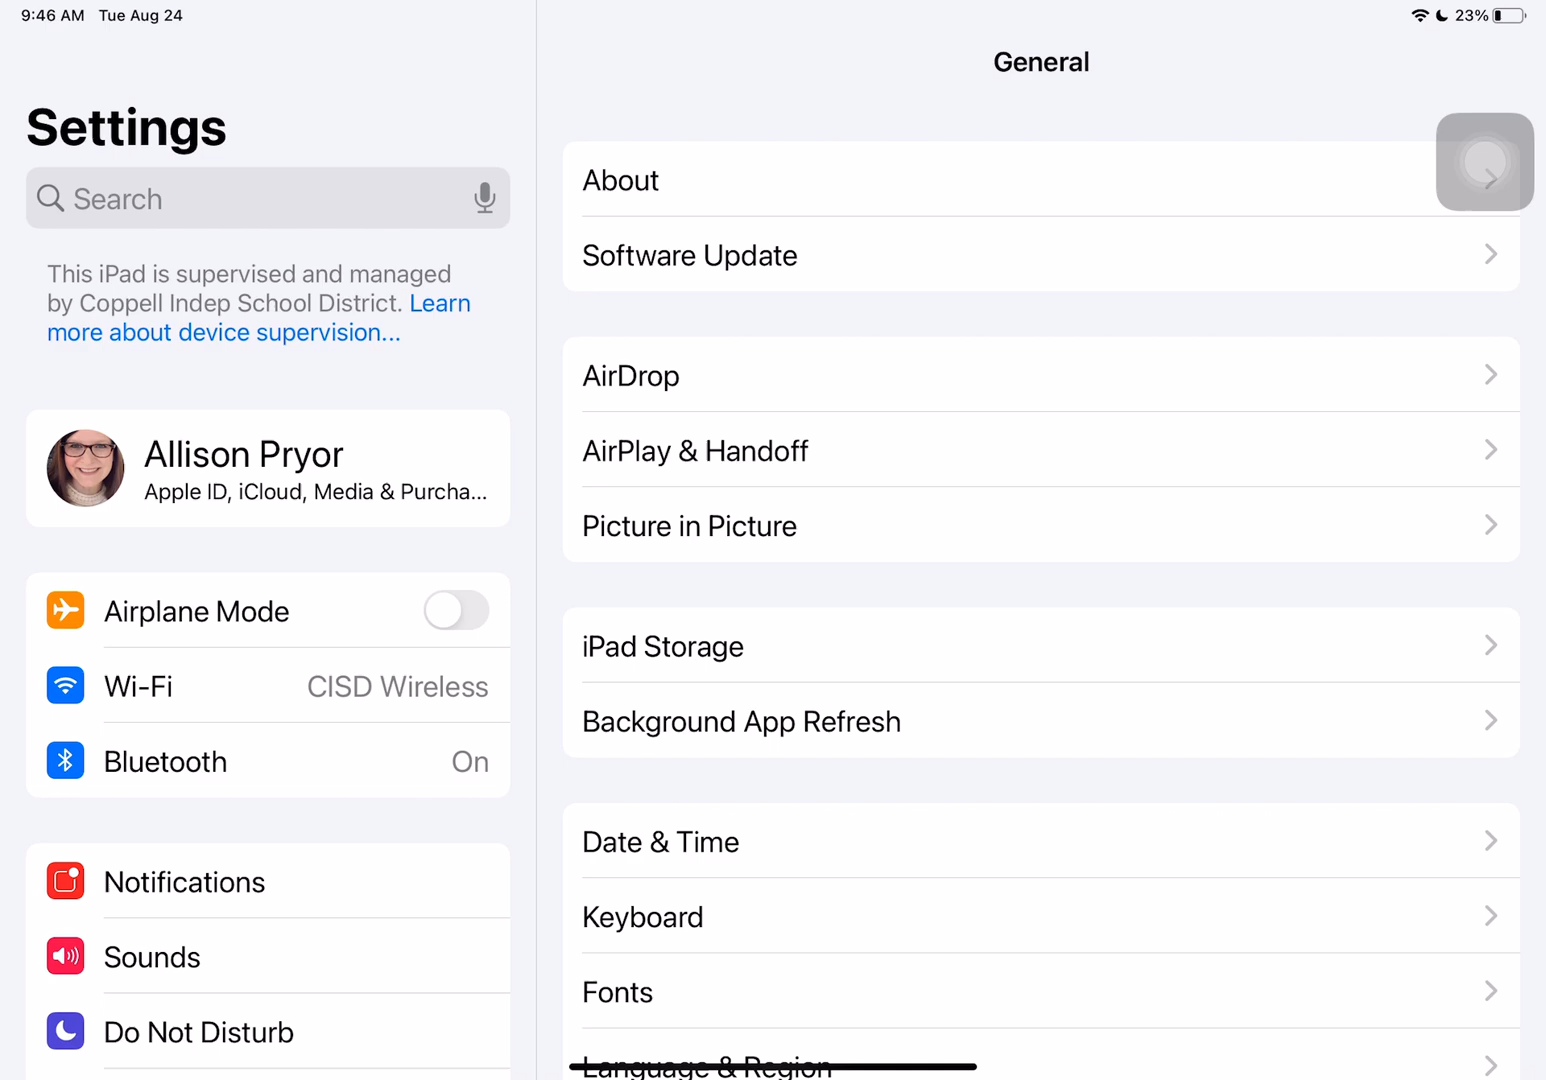 9:46 AM Tue Aug 24
23%
Settings
Search
This iPad is supervised and managed
by Coppell Indep School District. Learn
more about device supervision...
Allison Pryor
Apple ID, iCloud, Media & Purcha...
Airplane Mode
Wi-Fi CISD Wireless
Bluetooth On
Notifications
Sounds
Do Not Disturb
General
About
Software Update
AirDrop
AirPlay & Handoff
Picture in Picture
iPad Storage
Background App Refresh
Date & Time
Keyboard
Fonts
Language & Region